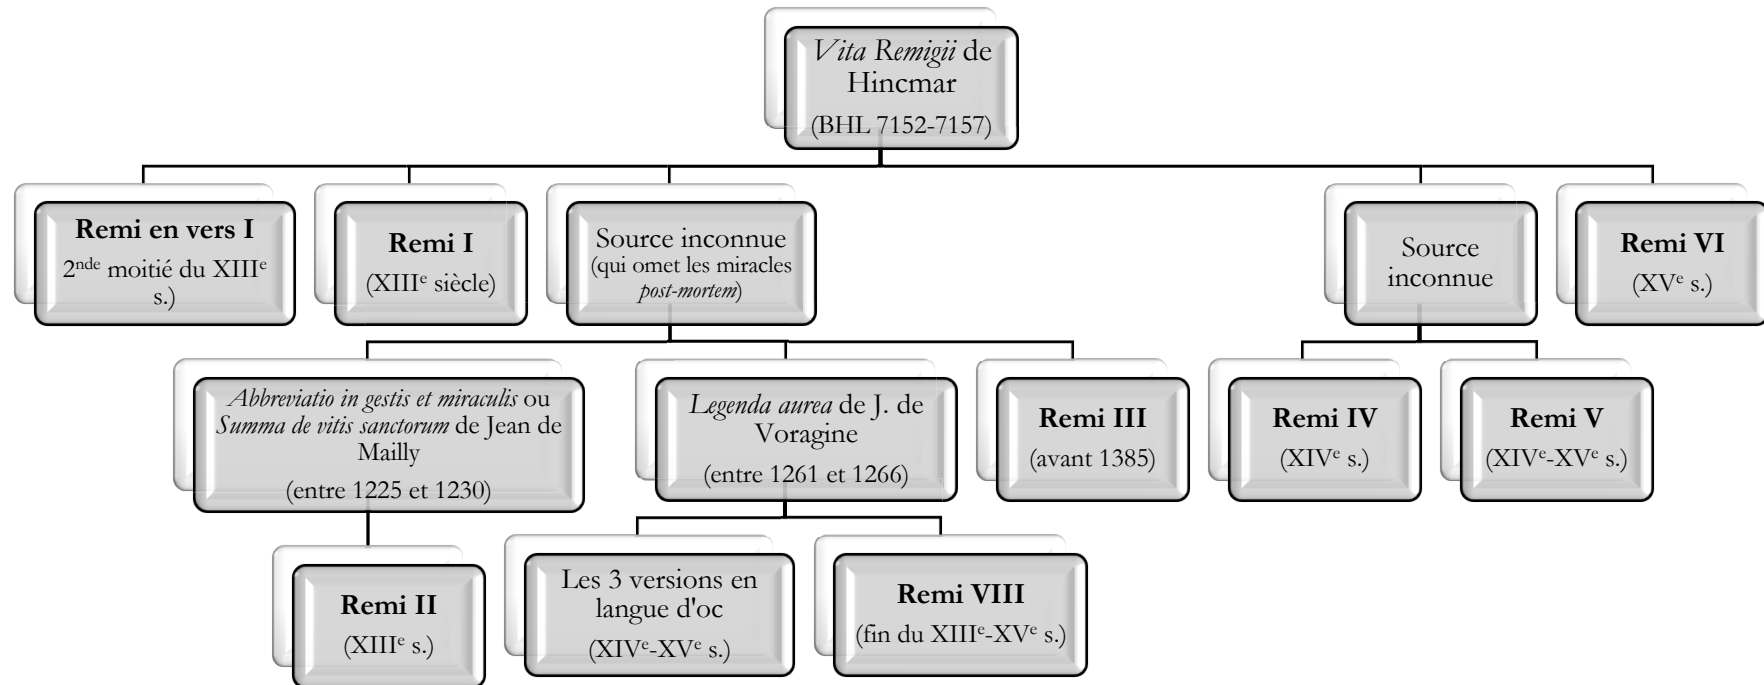 Vita Remigii de
Hincmar
(BHL 7152-7157)
Remi en vers I
2nde moitié du XIIIe
s.)
Remi I
(XIIIe siècle)
Source inconnue
(qui omet les miracles
post-mortem)
Source
inconnue
Remi VI
(XVe s.)
Abbreviatio in gestis et miraculis ou
Summa de vitis sanctorum de Jean de
Mailly
(entre 1225 et 1230)
Legenda aurea de J. de
Voragine
(entre 1261 et 1266)
Remi III
(avant 1385)
Remi IV
(XIVe s.)
Remi V
(XIVe-XVe s.)
Remi II
(XIIIe s.)
Les 3 versions en
langue d'oc
(XIVe-XVe s.)
Remi VIII
(fin du XIIIe-XVe s.)